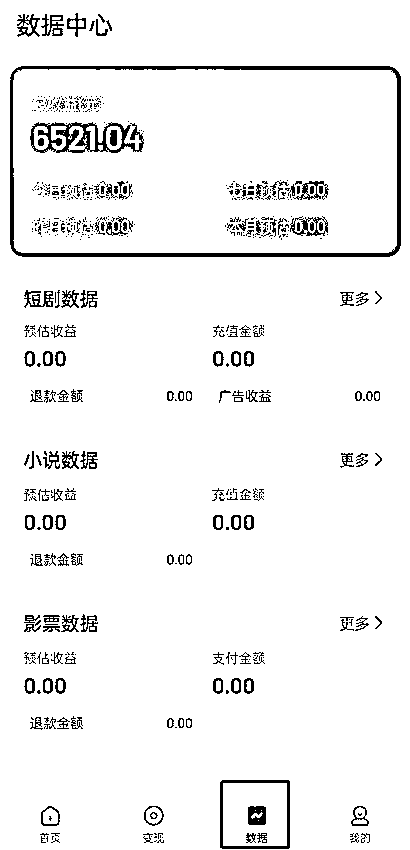 数据中心
6521.04
今日预估0.00 七日预估0.00
昨日预估0.00 本月预估0.00
短剧数据 更多
预估收益 充值金额
0.00 0.00
退款金额 0.00 广告收益 0.00
小说数据 更多
预估收益 充值金额
0.00 0.00
退款金额 0.00
影票数据 更多
预估收益 支付金额
0.00 0.00
退款金额 0.00
首页 变现 数据 我的